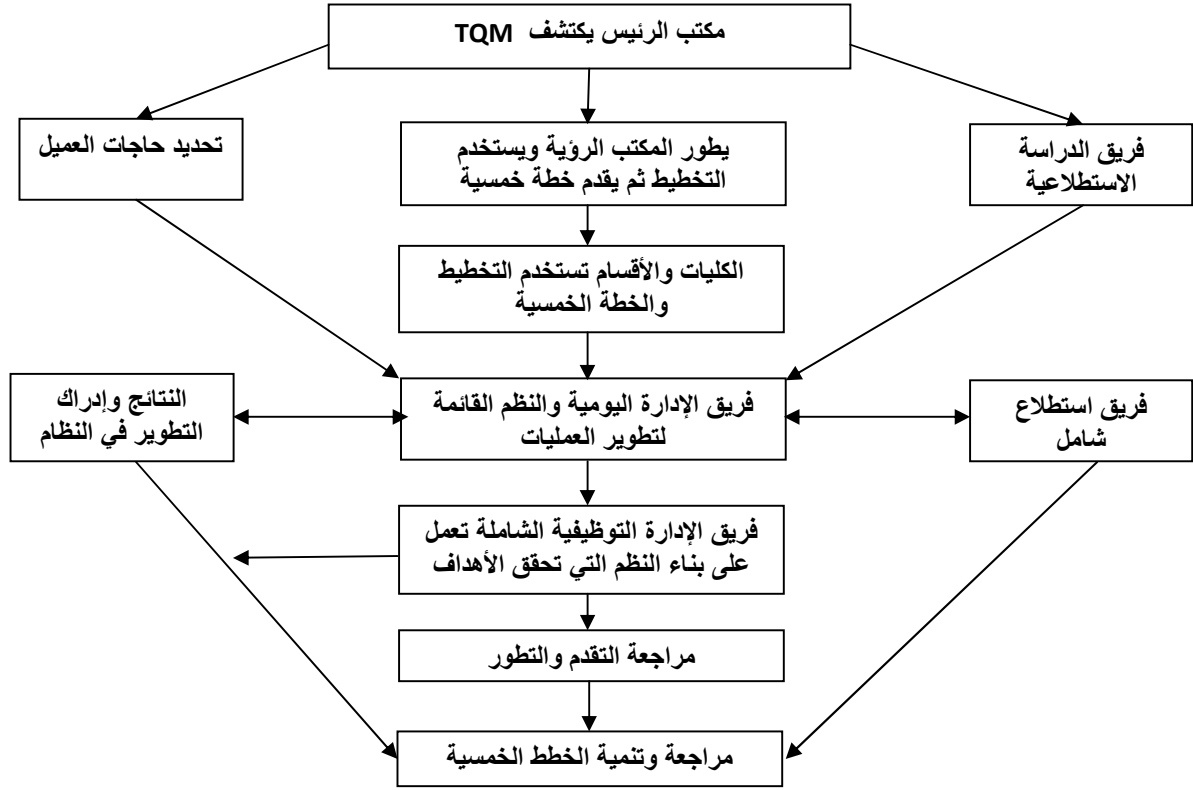 مكتب الرئيس يكتشف TQM
فريق الدراسة
الاستطلاعية
يطور المكتب الرؤية ويستخدم
التخطيط ثم يقدم خطة خمسية
تحديد حاجات العميل
الكليات والأقسام تستخدم التخطيط
والخطة الخمسية
فريق استطلاع
شامل
فريق الإدارة اليومية والنظم القائمة
لتطوير العمليات
النتائج وإدراك
التطوير في النظام
فريق الإدارة التوظيفية الشاملة تعمل
على بناء النظم التي تحقق الأهداف
مراجعة التقدم والتطور
مراجعة وتنمية الخطط الخمسية